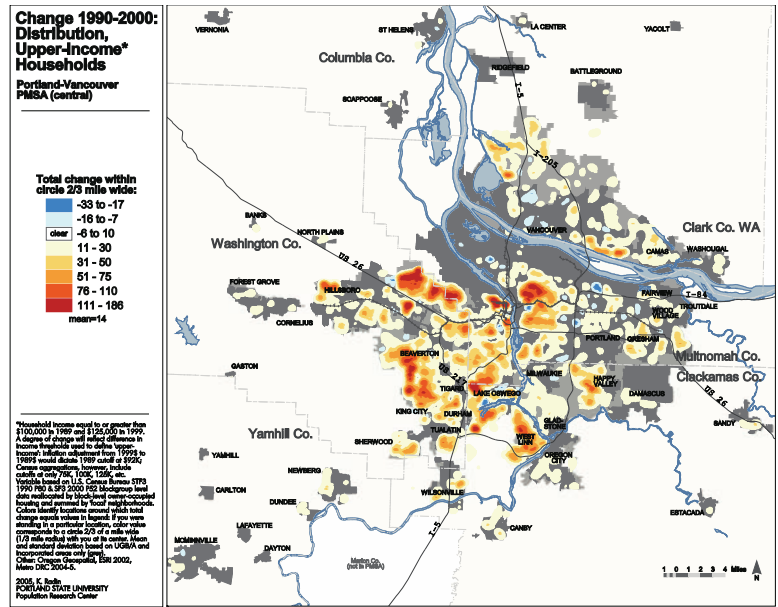 Change 1990-2000:
Distribution,
Upper-Income*
Households
Portland-Vancouver
PMSA (central)
Total change within
circle 2/3 mile wide:
-33 to -17
-16 to -7
clear -6 to 10
11 - 30
31 - 50
51 - 75
76 - 110
111 - 186
mean=14
*Household income equal to or greater than
$100,000 in 1989 and $125,000 in 1999.
A degree of change will reflect difference in
income thresholds used to define 'upper-
income': Inflation adjustment from 1999$ to
1989$ would dictate 1989 cutoff at $92K;
Census aggregations, however, include
cutoffs at only 75K, 100K, 125K, etc.
Variable based on U.S. Census Bureau STF3
1990 P80 & SF3 2000 P52 blockgroup level
data reallocated by block-level owner-occupied
housing and summed by 'focal' neighborhoods.
Colors identify locations around which total
change equals values in legend: if you were
standing in a particular location, color value
corresponds to a circle 2/3 of a mile wide
(1/3 mile radius) with you at its center. Mean
and standard deviation based on UGB/A and
incorporated areas only (grey).
Other: Oregon Geospatial, ESRI 2002,
Metro DRC 2004-5.
2005, K. Radin
PORTLAND STATE UNIVERSITY
Population Research Center
VERNONIA
ST HELENS
LA CENTER
YACOLT
Columbia Co.
RIDGEFIELD
BATTLEGROUND
I-5
SCAPPOOSE
I-205
BANKS
NORTH PLAINS
Washington Co.
VANCOUVER
Clark Co. WA
CAMAS
WASHOUGAL
US 26
FOREST GROVE
HILLSBORO
CORNELIUS
FAIRVIEW
I-84
TROUTDALE
WOOD
VILLAGE
PORTLAND
GRESHAM
BEAVERTON
Multnomah Co.
GASTON
US 217
MILWAUKIE
Clackamas Co.
TIGARD
HAPPY
VALLEY
LAKE OSWEGO
DAMASCUS
US 26
KING CITY
DURHAM
GLAD-
STONE
SANDY
TUALATIN
Yamhill Co.
SHERWOOD
WEST
LINN
OREGON
CITY
YAMHILL
NEWBERG
CARLTON
WILSONVILLE
DUNDEE
ESTACADA
LAFAYETTE
I-5
CANBY
MCMINNVILLE
DAYTON
Marion Co.
(not in PMSA)
1 0 1 2 3 4 Miles
N